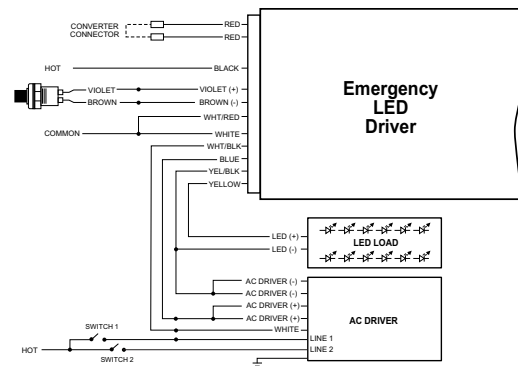 CONVERTER
CONNECTOR
RED
RED
HOT
BLACK
VIOLET
VIOLET (+)
BROWN
BROWN (-)
WHT/RED
COMMON
WHITE
WHT/BLK
BLUE
YEL/BLK
YELLOW
Emergency
LED
Driver
LED (+)
LED (-)
LED LOAD
AC DRIVER (-)
AC DRIVER (-)
AC DRIVER (+)
AC DRIVER (+)
WHITE
AC DRIVER
SWITCH 1
LINE 1
HOT
LINE 2
SWITCH 2